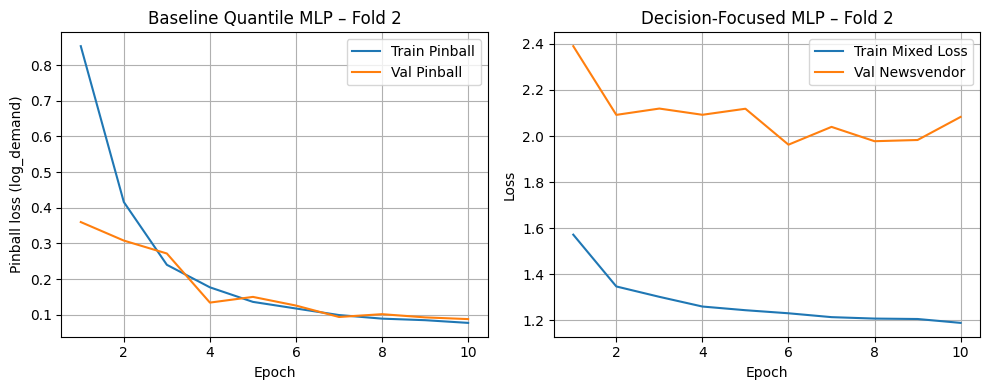 Baseline Quantile MLP – Fold 2
Pinball loss (log_demand)
0.8
0.7
0.6
0.5
0.4
0.3
0.2
0.1
Train Pinball
Val Pinball
2
4
6
8
10
Epoch
Decision-Focused MLP – Fold 2
Loss
2.4
2.2
2.0
1.8
1.6
1.4
1.2
Train Mixed Loss
Val Newsvendor
2
4
6
8
10
Epoch